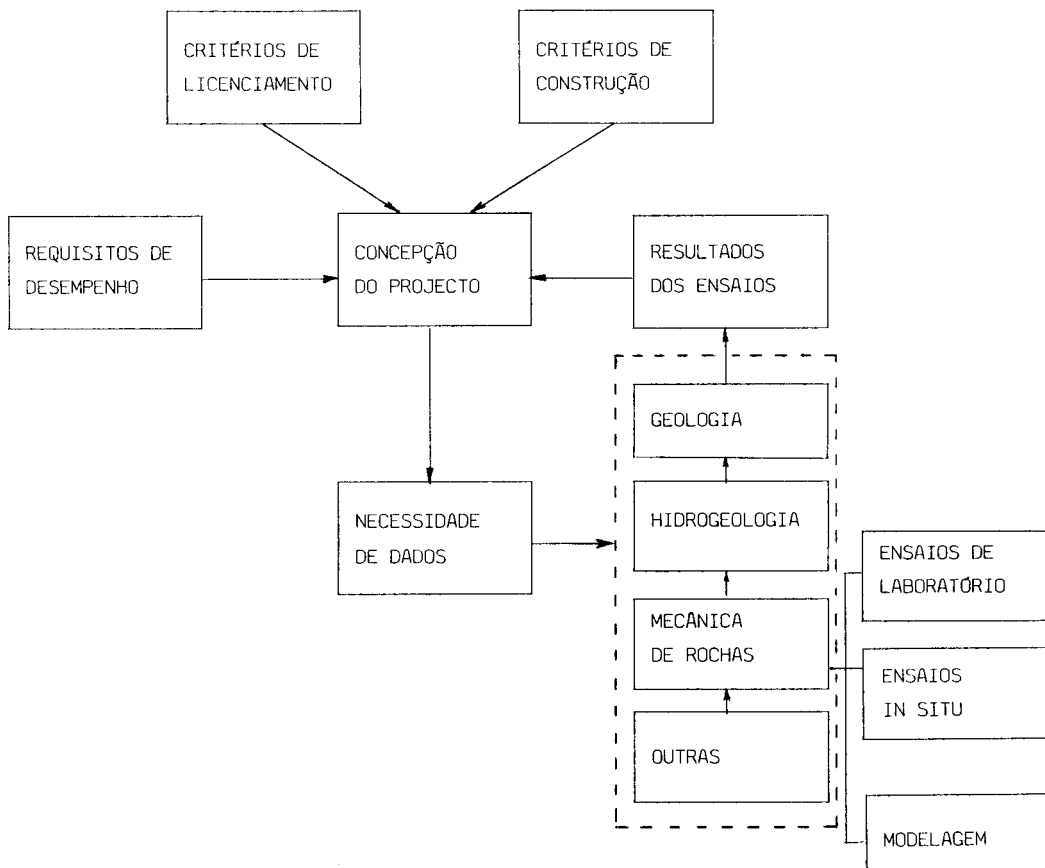 CRITÉRIOS DE
LICENCIAMENTO
CRITÉRIOS DE
CONSTRUÇÃO
REQUISITOS DE
DESEMPENHO
CONCEPÇÃO
DO PROJECTO
RESULTADOS
DOS ENSAIOS
GEOLOGIA
NECESSIDADE
DE DADOS
HIDROGEOLOGIA
MECÂNICA
DE ROCHAS
OUTRAS
ENSAIOS DE
LABORATÓRIO
ENSAIOS
IN SITU
MODELAGEM